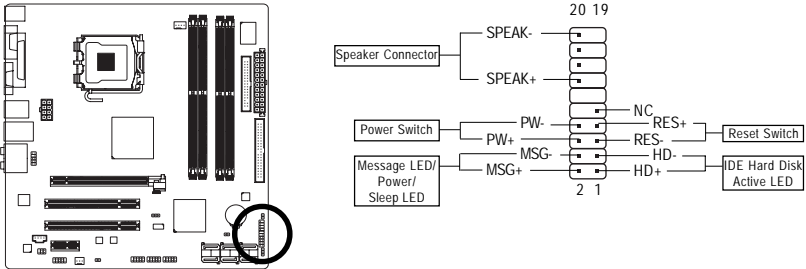 20 19
SPEAK-
Speaker Connector
SPEAK+
NC
PW-
RES+
Power Switch
Reset Switch
PW+
RES-
MSG-
HD-
Message LED/
Power/
Sleep LED
IDE Hard Disk
Active LED
MSG+
HD+
2 1